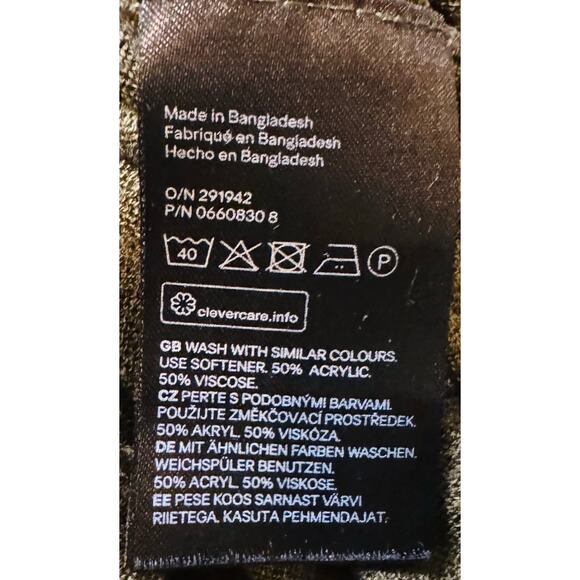 Made in Bangladesh
Fabriqué en Bangladesh
Hecho en Bangladesh
O/N 291942
P/N 0660830 8
40 P
clevercare.info
GB WASH WITH SIMILAR COLOURS.
USE SOFTENER. 50% ACRYLIC.
50% VISCOSE.
CZ PERTE S PODOBNÝMI BARVAMI.
POUŽIJTE ZMĚKČOVACÍ PROSTŘEDEK.
50% AKRYL. 50% VISKÓZA.
DE MIT ÄHNLICHEN FARBEN WASCHEN.
WEICHSPÜLER BENUTZEN.
50% ACRYL. 50% VISKOSE.
EE PESE KOOS SARNAST VÄRVI
RIIETEGA. KASUTA PEHMENDAJAT.